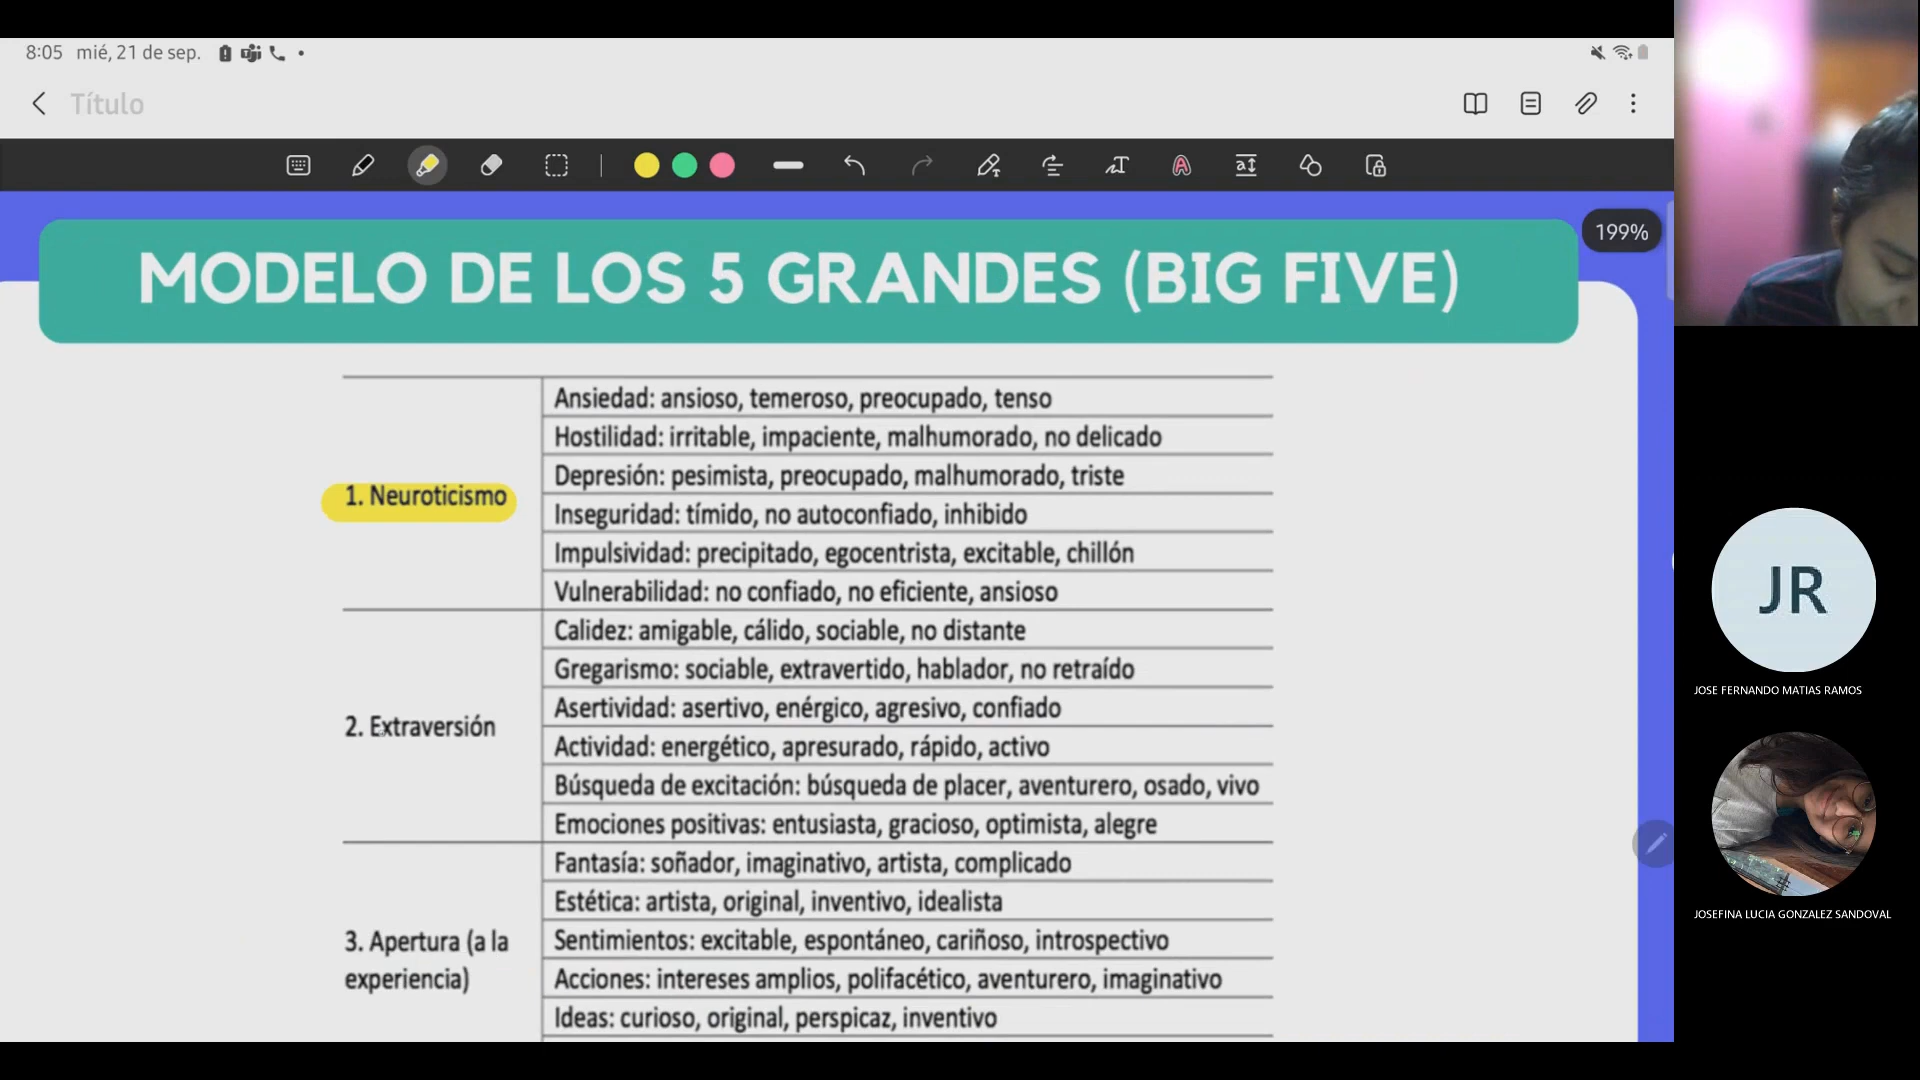 8:05 mié, 21 de sep.
Título
199%
MODELO DE LOS 5 GRANDES (BIG FIVE)
1. Neuroticismo
Ansiedad: ansioso, temeroso, preocupado, tenso
Hostilidad: irritable, impaciente, malhumorado, no delicado
Depresión: pesimista, preocupado, malhumorado, triste
Inseguridad: tímido, no autoconfiado, inhibido
Impulsividad: precipitado, egocentrista, excitable, chillón
Vulnerabilidad: no confiado, no eficiente, ansioso
2. Extraversión
Calidez: amigable, cálido, sociable, no distante
Gregarismo: sociable, extravertido, hablador, no retraído
Asertividad: asertivo, enérgico, agresivo, confiado
Actividad: energético, apresurado, rápido, activo
Búsqueda de excitación: búsqueda de placer, aventurero, osado, vivo
Emociones positivas: entusiasta, gracioso, optimista, alegre
3. Apertura (a la
experiencia)
Fantasía: soñador, imaginativo, artista, complicado
Estética: artista, original, inventivo, idealista
Sentimientos: excitable, espontáneo, cariñoso, introspectivo
Acciones: intereses amplios, polifacético, aventurero, imaginativo
Ideas: curioso, original, perspicaz, inventivo
JR
JOSE FERNANDO MATIAS RAMOS
JOSEFINA LUCIA GONZALEZ SANDOVAL